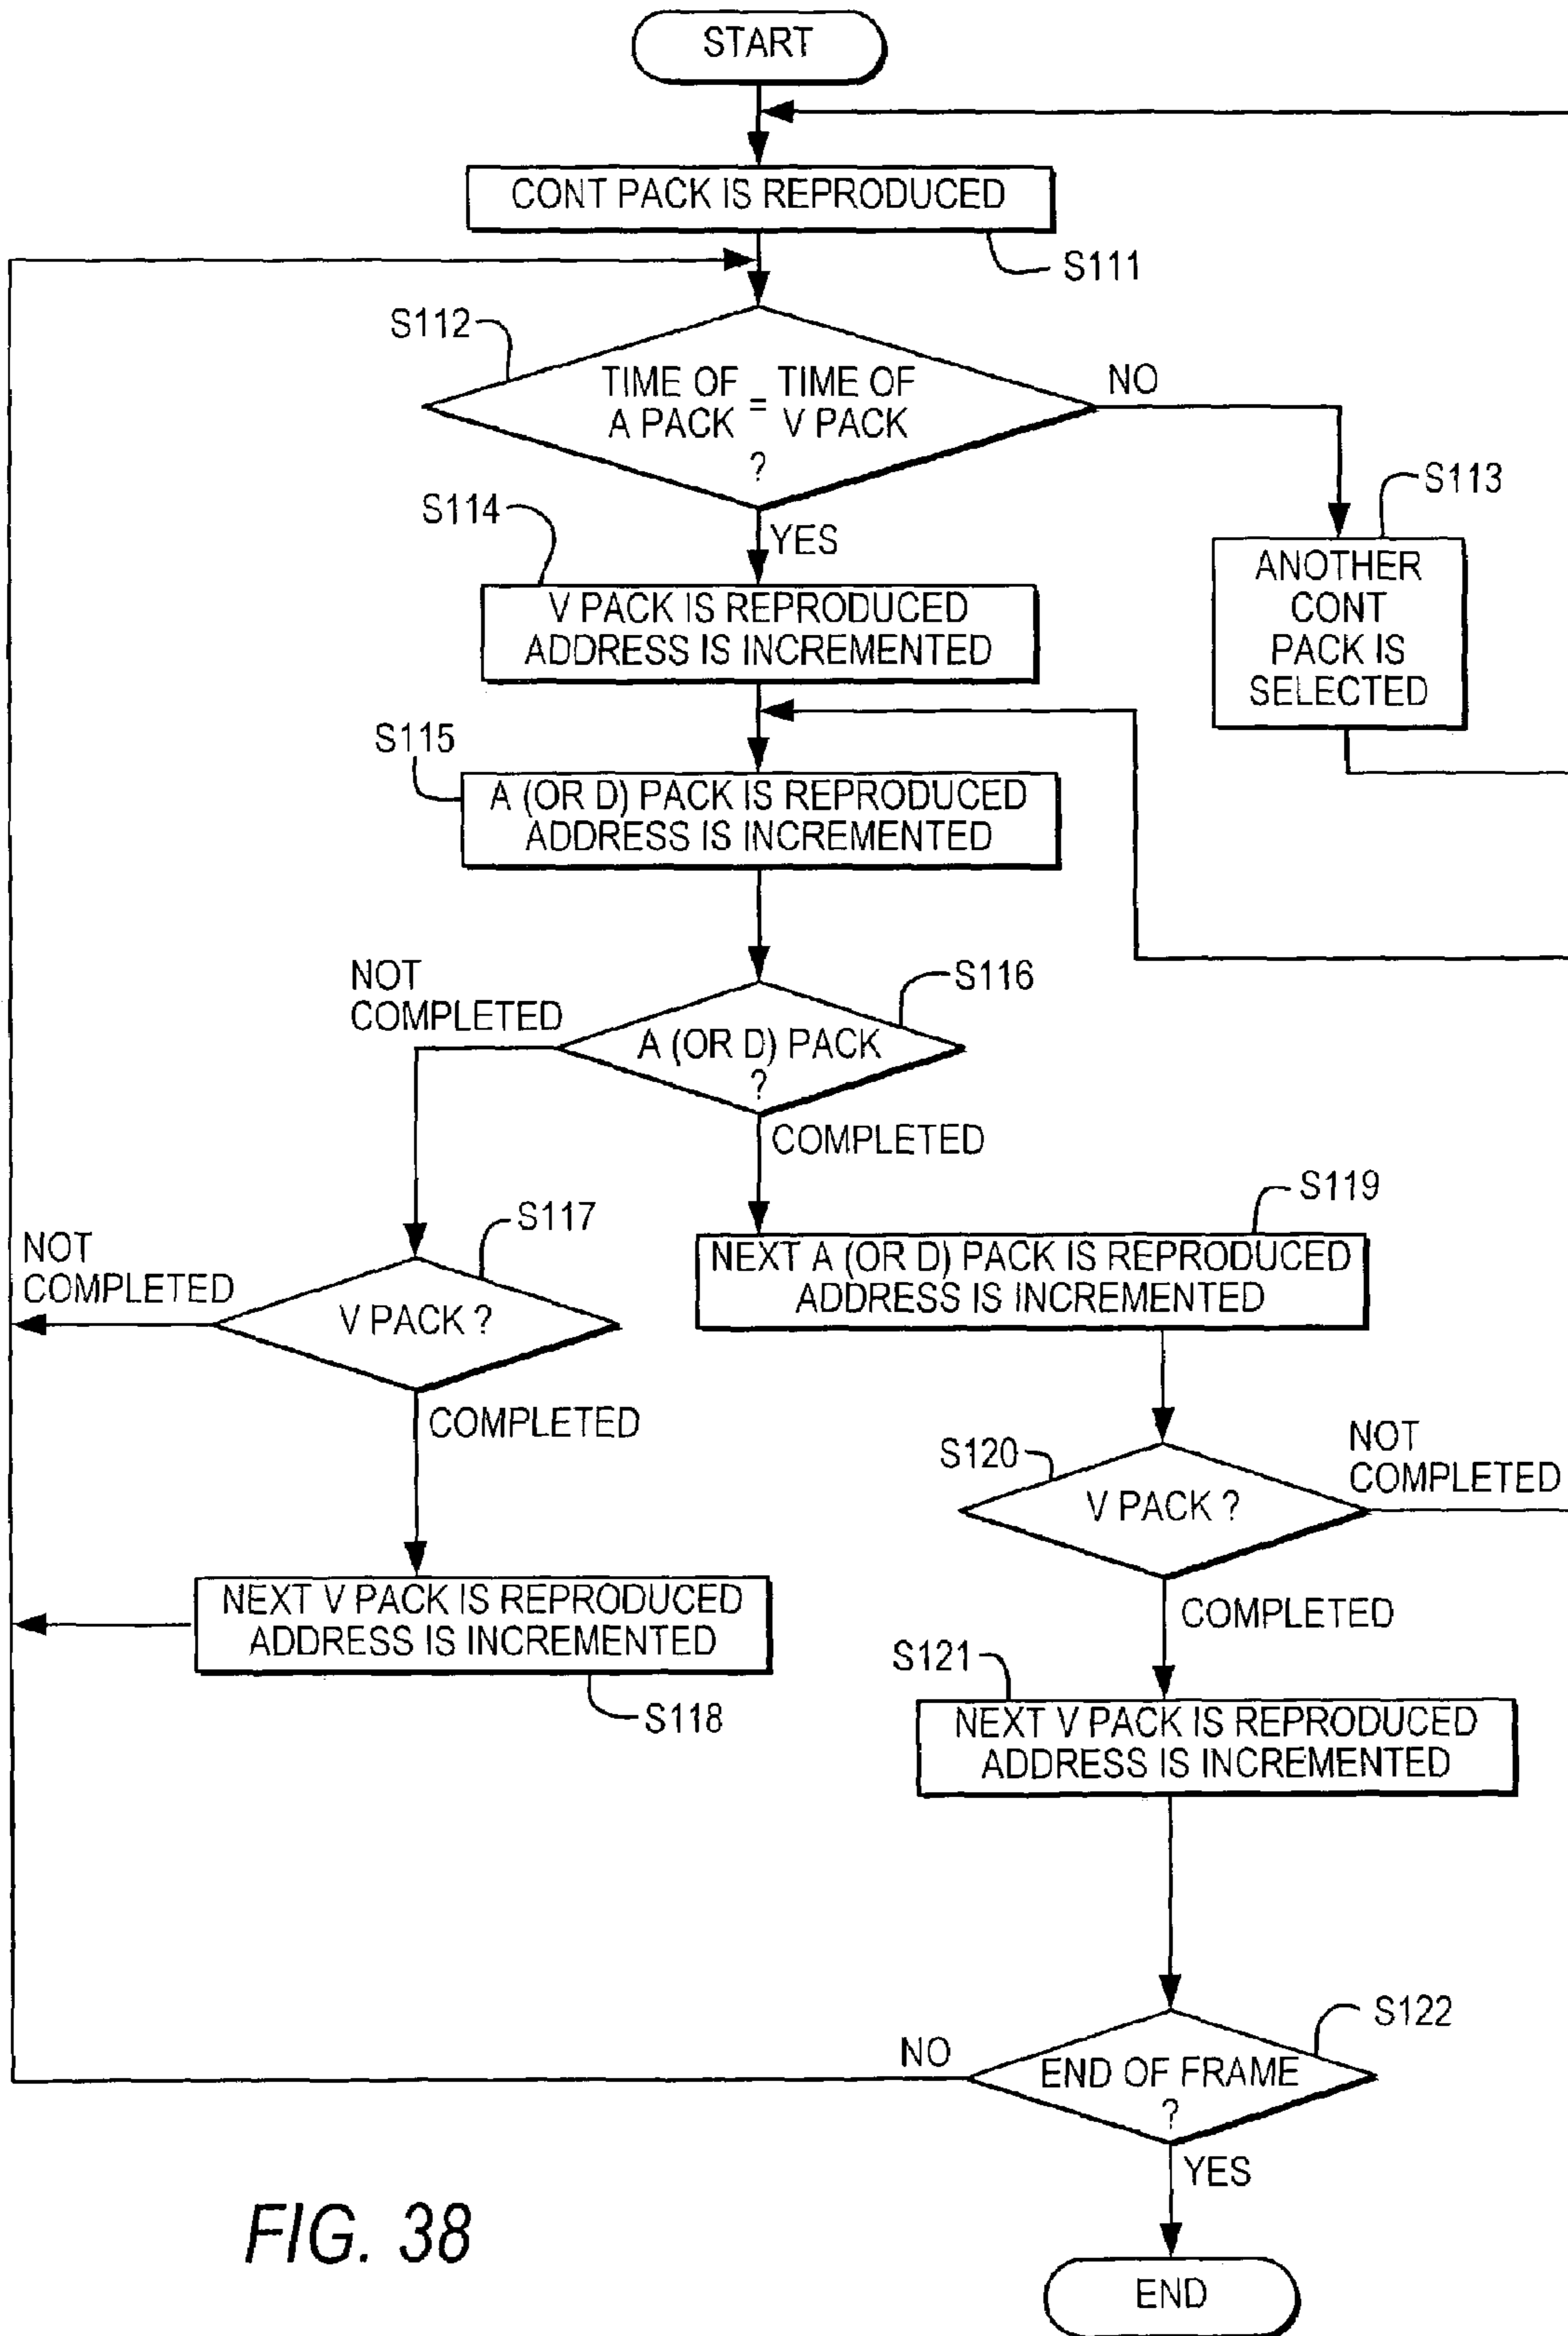 START
CONT PACK IS REPRODUCED
S111
S112
TIME OF A PACK = TIME OF V PACK
?
NO
S113
ANOTHER
CONT
PACK IS
SELECTED
YES
S114
V PACK IS REPRODUCED
ADDRESS IS INCREMENTED
S115
A (OR D) PACK IS REPRODUCED
ADDRESS IS INCREMENTED
NOT
COMPLETED
S116
A (OR D) PACK
?
COMPLETED
S117
NOT
COMPLETED
V PACK ?
COMPLETED
S119
NEXT A (OR D) PACK IS REPRODUCED
ADDRESS IS INCREMENTED
S120
V PACK ?
NOT
COMPLETED
COMPLETED
NEXT V PACK IS REPRODUCED
ADDRESS IS INCREMENTED
S118
S121
NEXT V PACK IS REPRODUCED
ADDRESS IS INCREMENTED
S122
NO
END OF FRAME
?
YES
FIG. 38
END